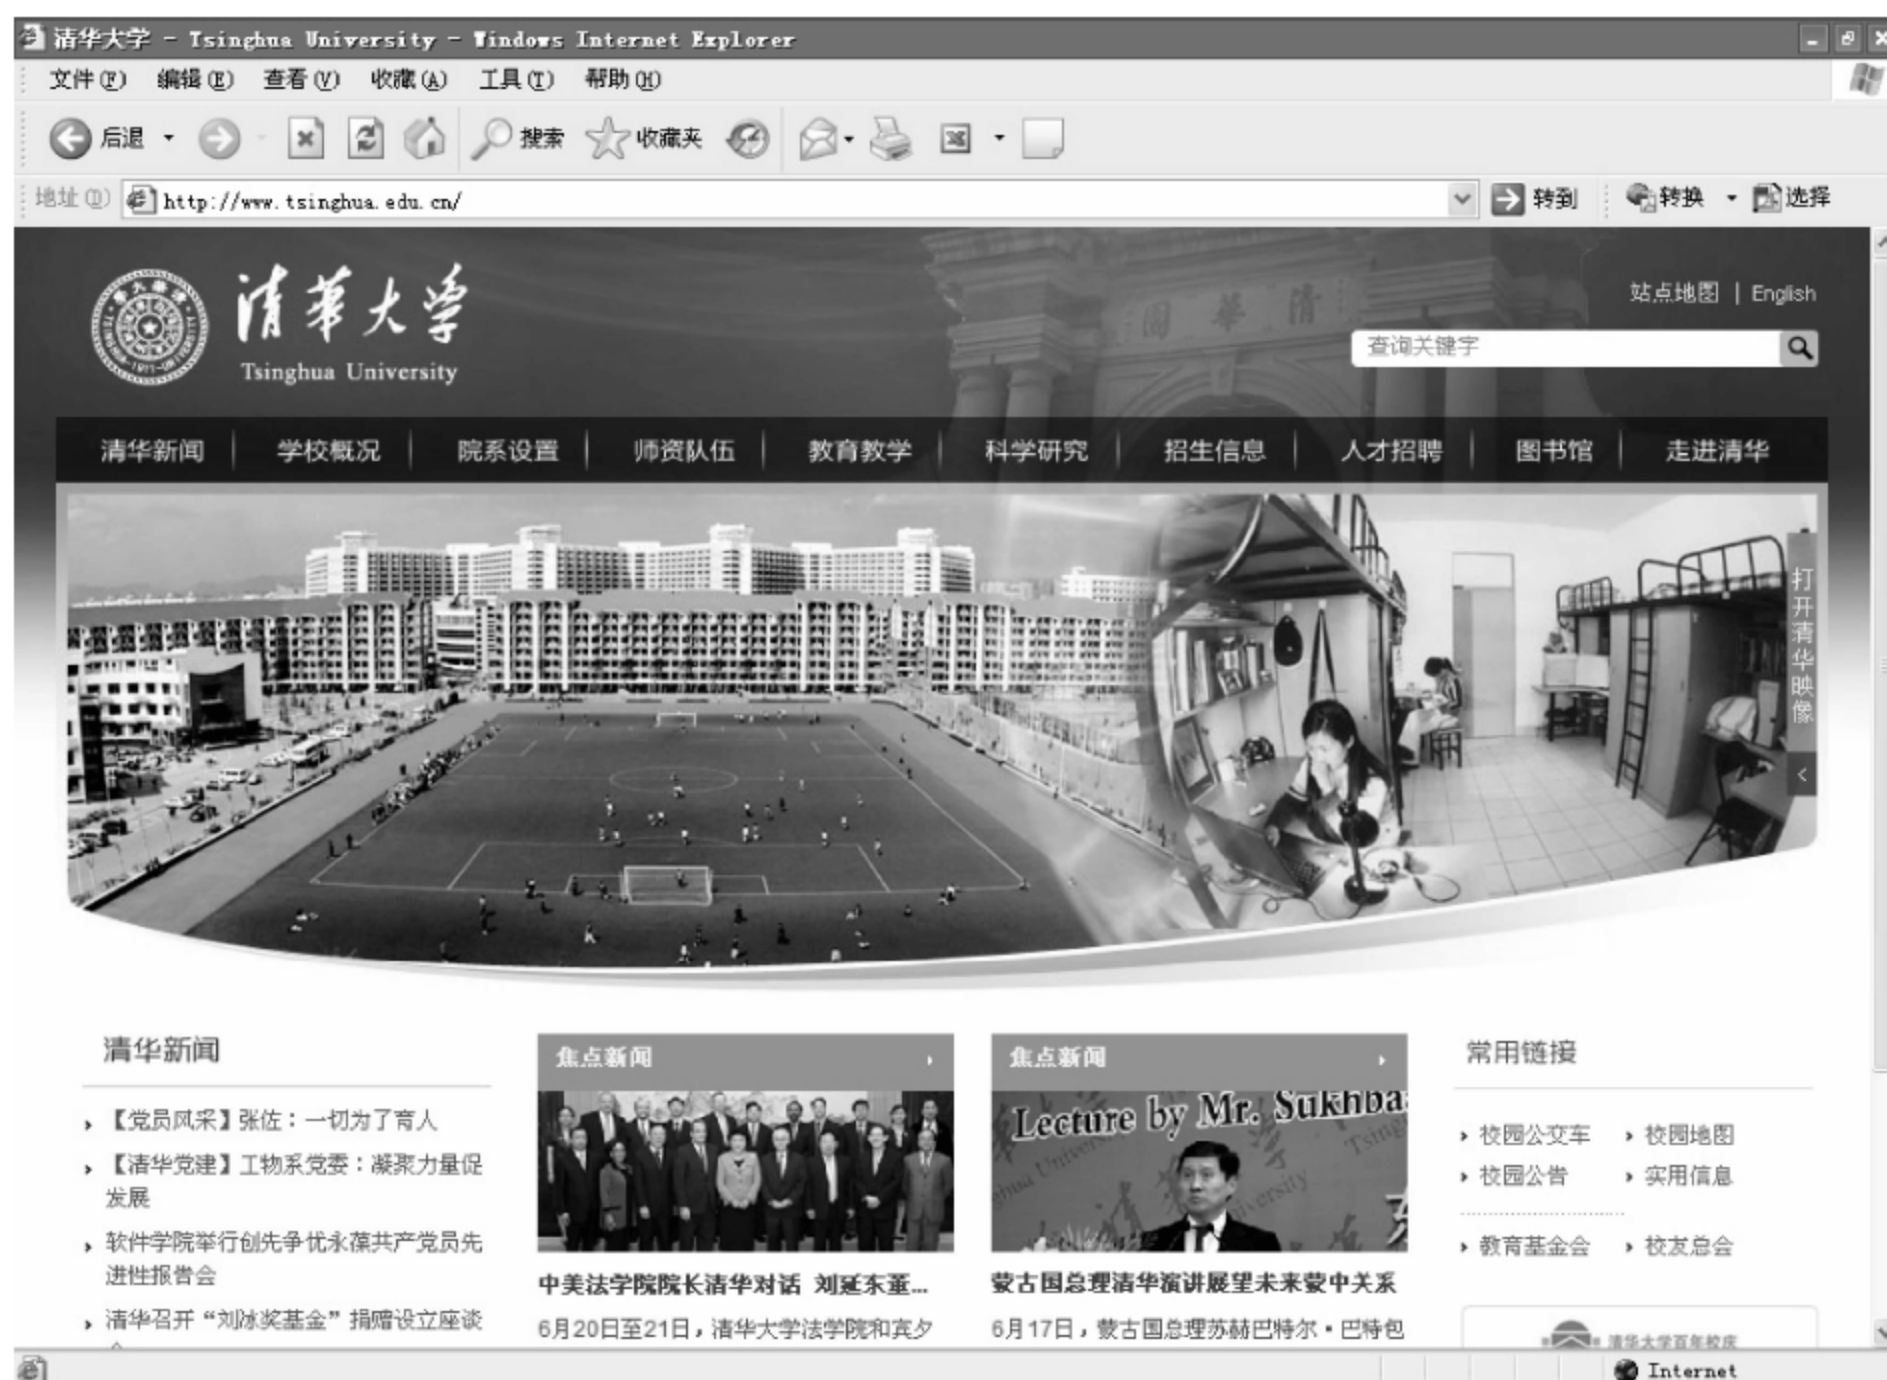 清华大学 - Tsinghua University - Windows Internet Explorer
文件(F) 编辑(E) 查看(V) 收藏(A) 工具(T) 帮助(H)
后退 搜索 收藏夹
地址(D) http://www.tsinghua.edu.cn/ 转到 转换 选择
清華大学
Tsinghua University
園華清
站点地图 | English
查询关键字
清华新闻 学校概况 院系设置 师资队伍 教育教学 科学研究 招生信息 人才招聘 图书馆 走进清华
打开清华映像
清华新闻
【党员风采】张佐：一切为了育人
【清华党建】工物系党委：凝聚力量促
发展
软件学院举行创先争优永葆共产党员先
进性报告会
清华召开“刘冰奖基金”捐赠设立座谈
焦点新闻
中美法学院院长清华对话 刘延东董...
6月20日至21日，清华大学法学院和宾夕
焦点新闻
Lecture by Mr. Sukhba
蒙古国总理清华演讲展望未来蒙中关系
6月17日，蒙古国总理苏赫巴特尔·巴特包
常用链接
校园公交车 校园地图
校园公告 实用信息
教育基金会 校友总会
清华大学百年校庆
Internet